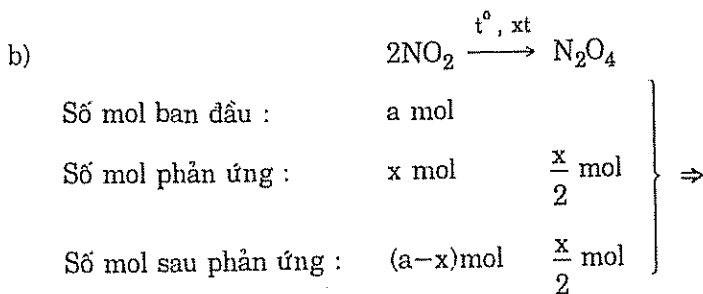 b) 2NO₂ —t⁰, xt→ N₂O₄
Số mol ban đầu : a mol
Số mol phản ứng : x mol x/2 mol ⇒
Số mol sau phản ứng : (a−x)mol x/2 mol